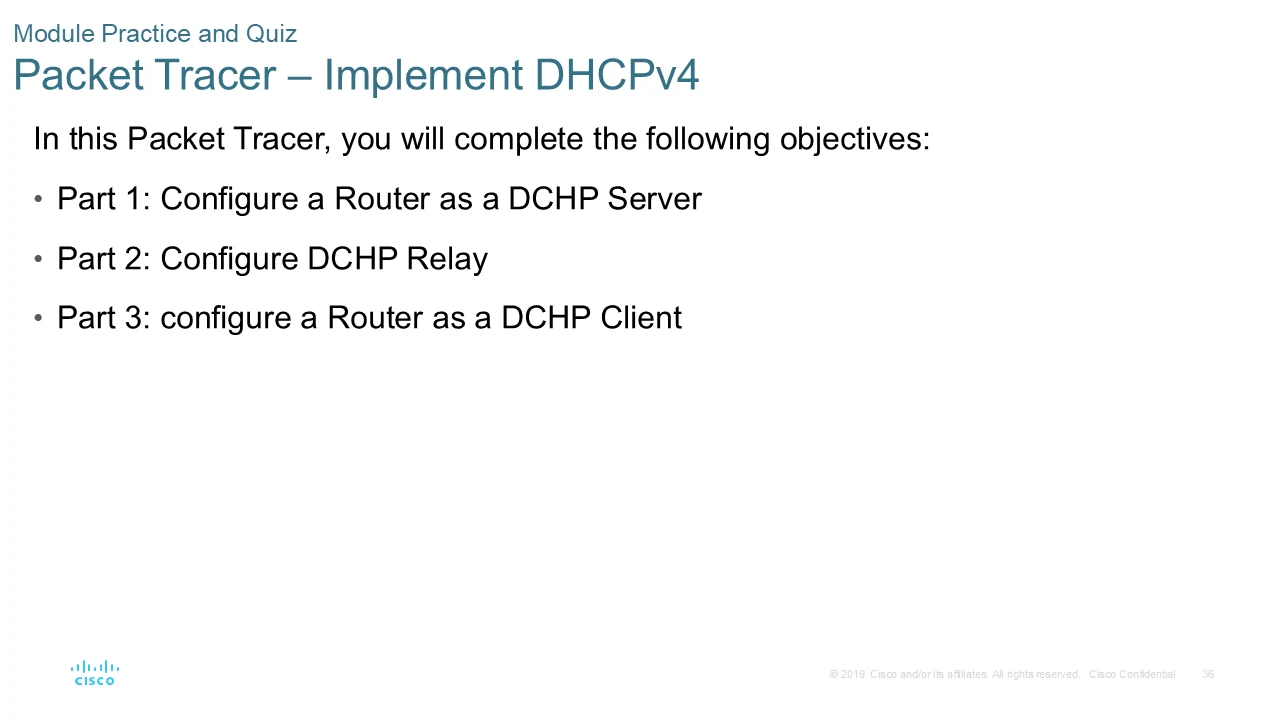 Module Practice and Quiz
Packet Tracer – Implement DHCPv4
In this Packet Tracer, you will complete the following objectives:
• Part 1: Configure a Router as a DCHP Server
• Part 2: Configure DCHP Relay
• Part 3: configure a Router as a DCHP Client
CISCO
© 2019 Cisco and/or its affiliates. All rights reserved. Cisco Confidential 36